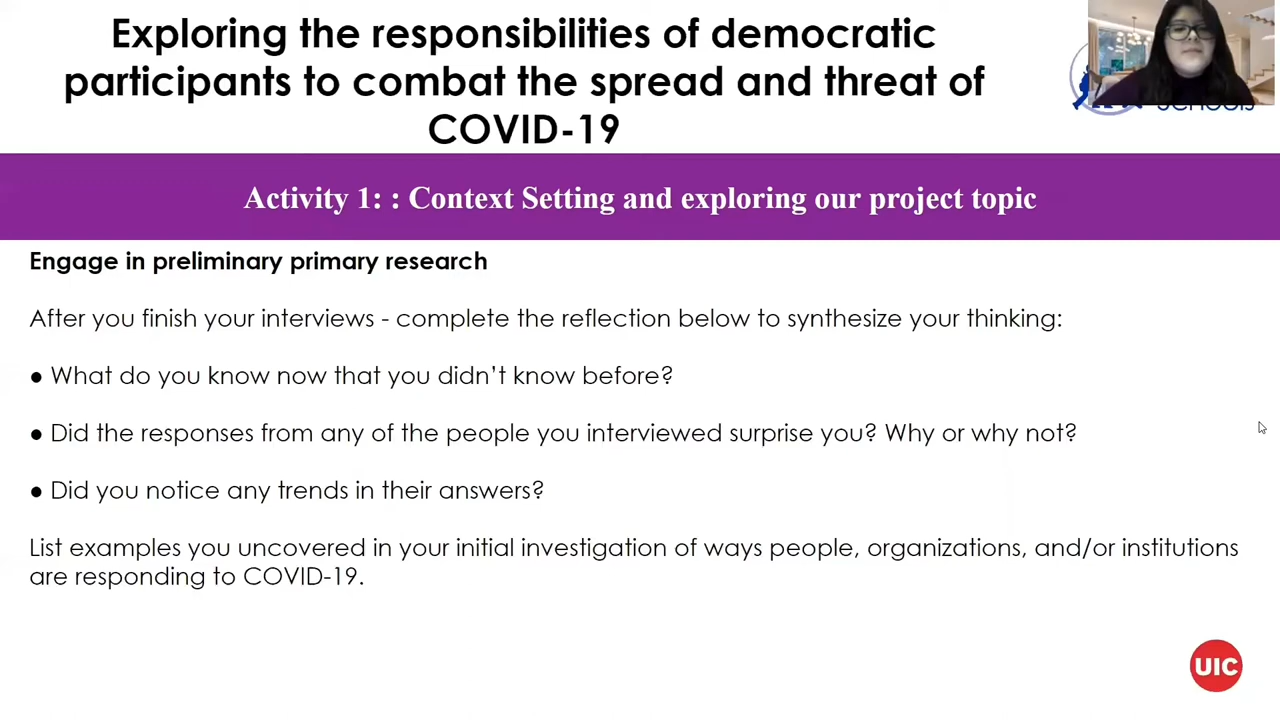 Exploring the responsibilities of democratic
participants to combat the spread and threat of
COVID-19
Activity 1: : Context Setting and exploring our project topic
Engage in preliminary primary research
After you finish your interviews - complete the reflection below to synthesize your thinking:
● What do you know now that you didn’t know before?
● Did the responses from any of the people you interviewed surprise you? Why or why not?
● Did you notice any trends in their answers?
List examples you uncovered in your initial investigation of ways people, organizations, and/or institutions
are responding to COVID-19.
UIC